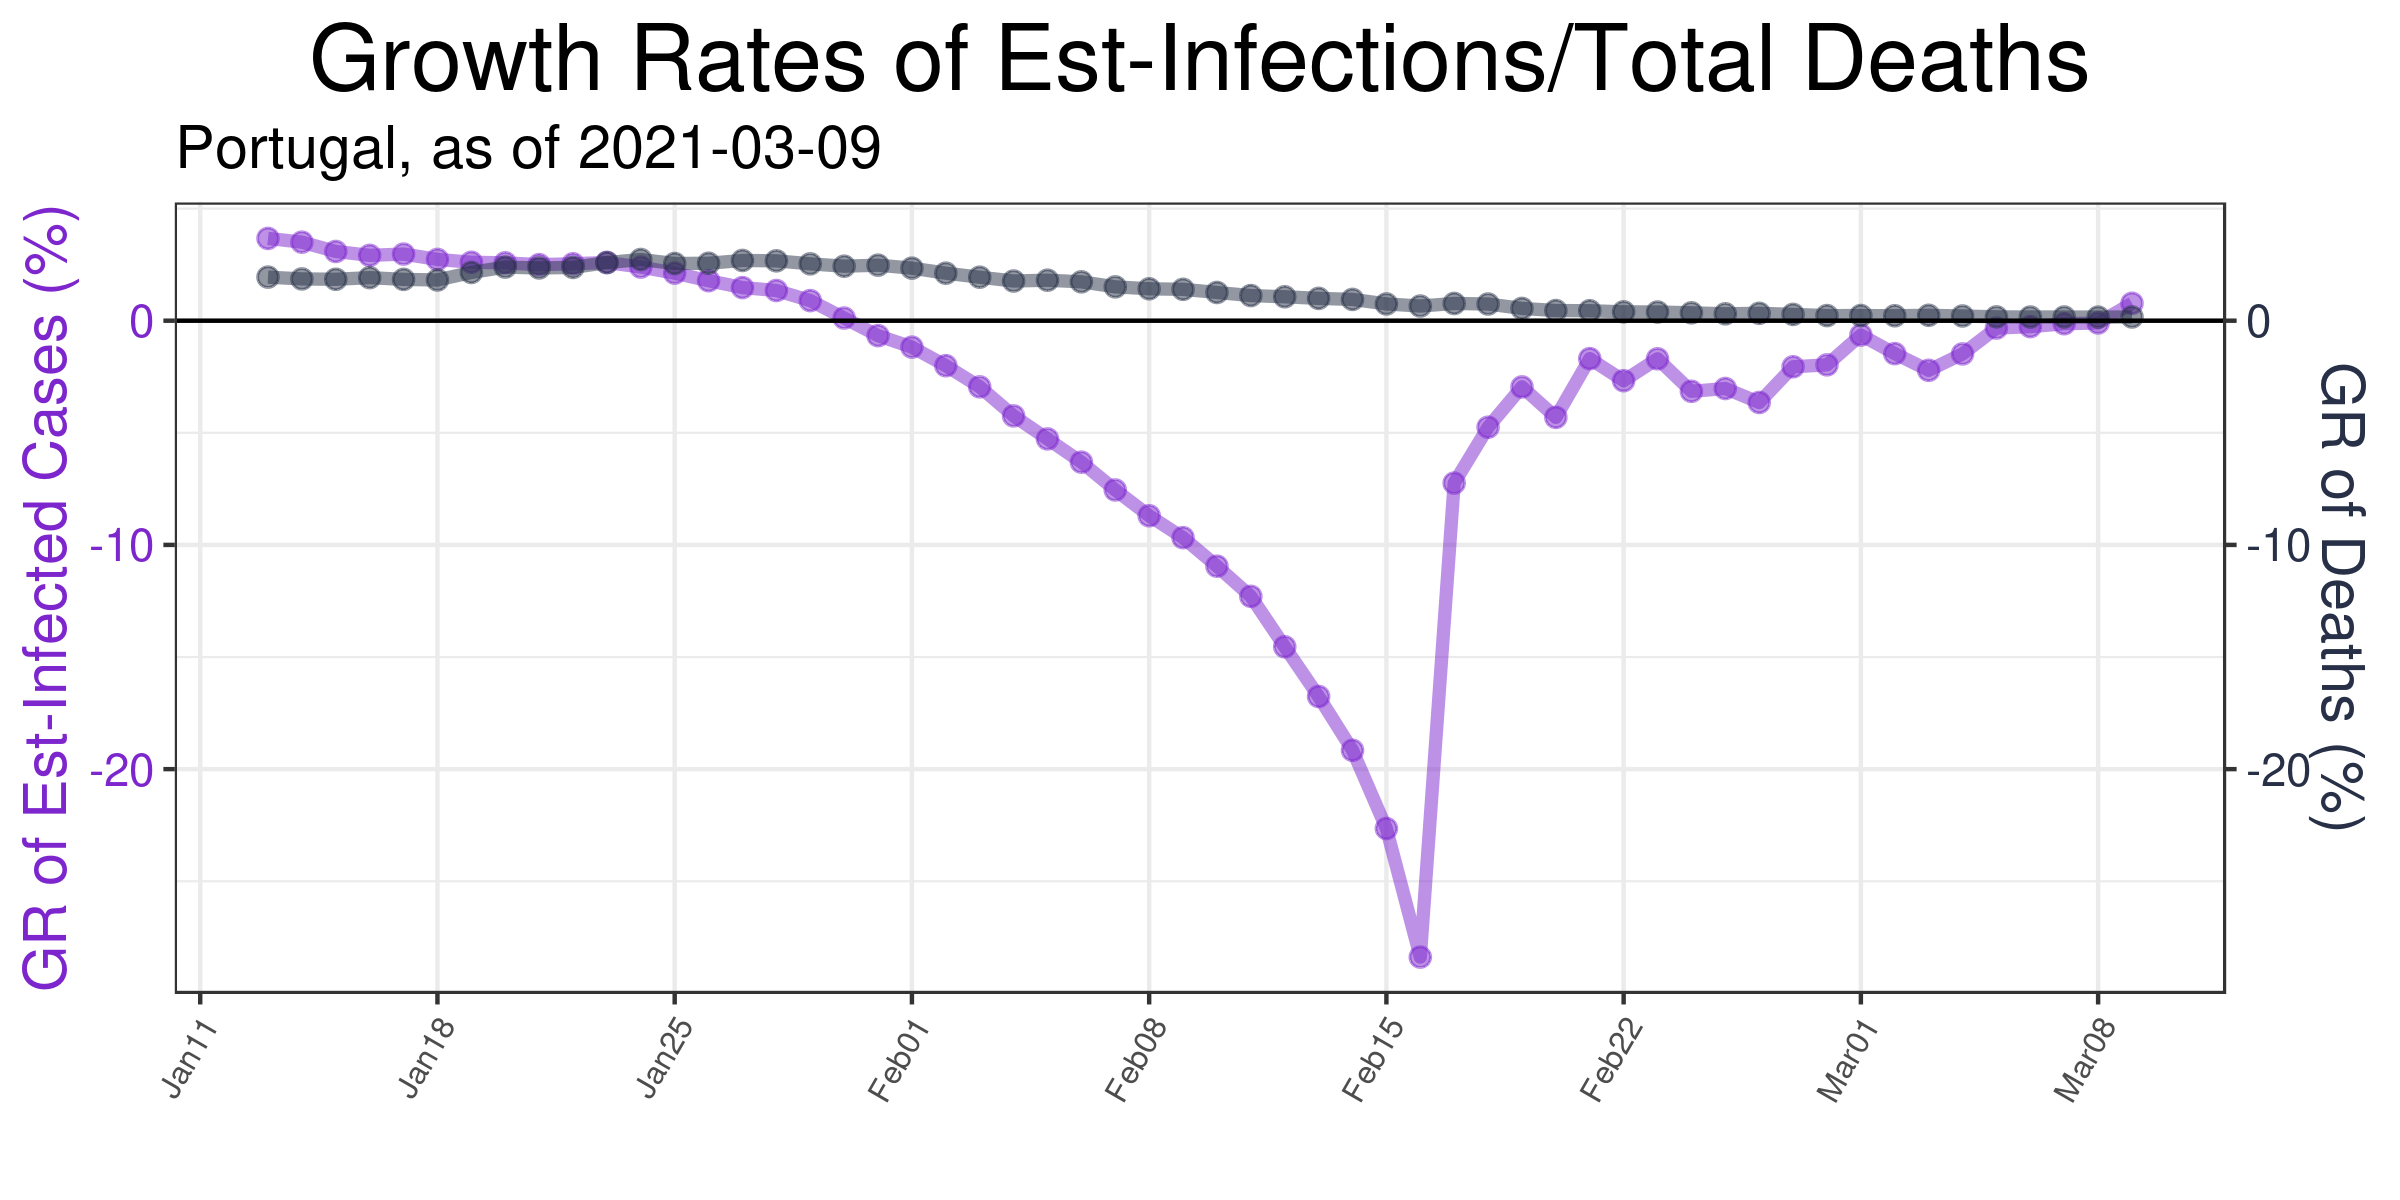 Growth Rates of Est-Infections/Total Deaths
Portugal, as of 2021-03-09
GR of Est-Infected Cases (%)
0
-10
-20
0
-10
-20
GR of Deaths (%)
Jan11
Jan18
Jan25
Feb01
Feb08
Feb15
Feb22
Mar01
Mar08